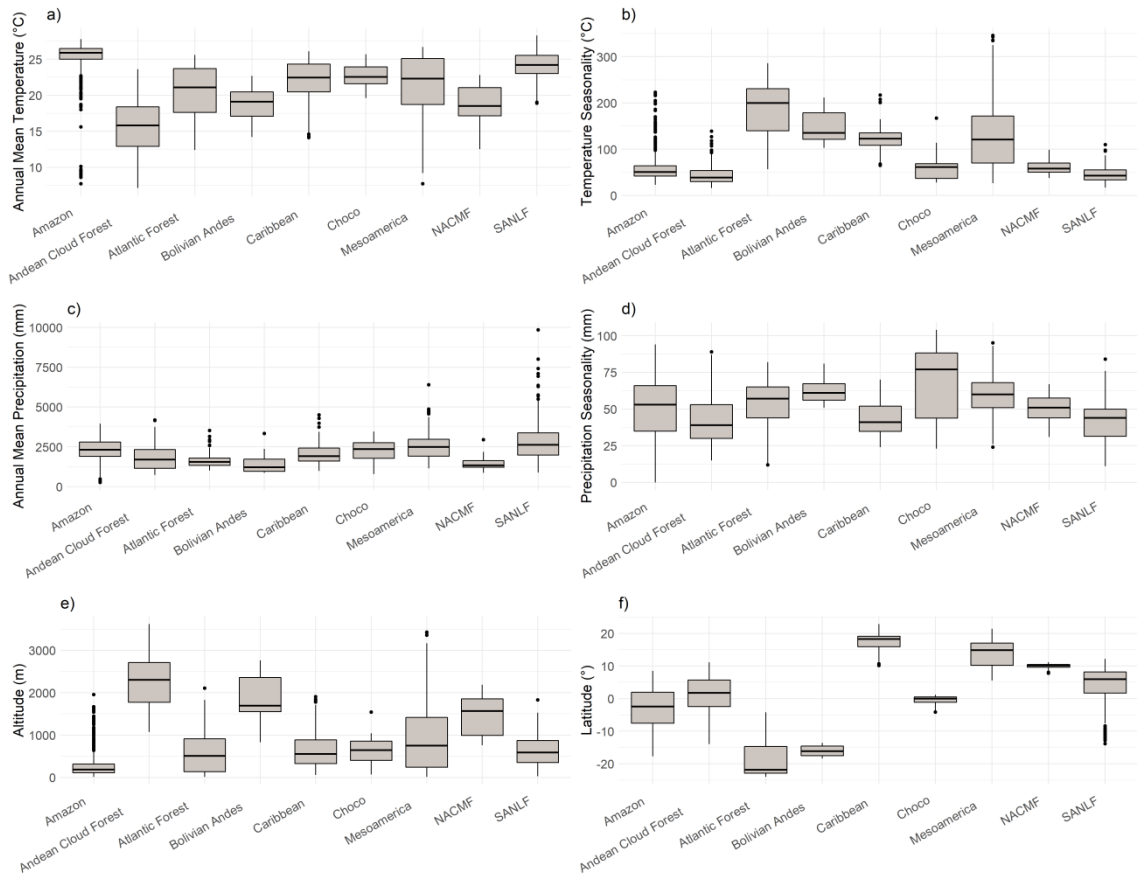 a)
Annual Mean Temperature (°C)
25
20
15
10
Amazon
Andean Cloud Forest
Atlantic Forest
Bolivian Andes
Caribbean
Choco
Mesoamerica
NACMF
SANLF
b)
Temperature Seasonality (°C)
300
200
100
0
Amazon
Andean Cloud Forest
Atlantic Forest
Bolivian Andes
Caribbean
Choco
Mesoamerica
NACMF
SANLF
c)
Annual Mean Precipitation (mm)
10000
7500
5000
2500
0
Amazon
Andean Cloud Forest
Atlantic Forest
Bolivian Andes
Caribbean
Choco
Mesoamerica
NACMF
SANLF
d)
Precipitation Seasonality (mm)
100
75
50
25
0
Amazon
Andean Cloud Forest
Atlantic Forest
Bolivian Andes
Caribbean
Choco
Mesoamerica
NACMF
SANLF
e)
Altitude (m)
3000
2000
1000
0
Amazon
Andean Cloud Forest
Atlantic Forest
Bolivian Andes
Caribbean
Choco
Mesoamerica
NACMF
SANLF
f)
Latitude (°)
20
10
0
-10
-20
Amazon
Andean Cloud Forest
Atlantic Forest
Bolivian Andes
Caribbean
Choco
Mesoamerica
NACMF
SANLF